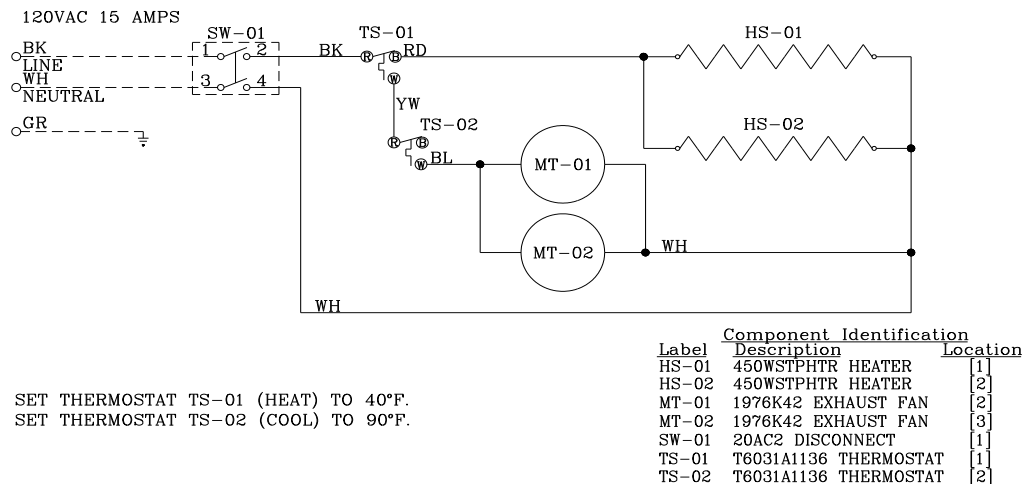 120VAC 15 AMPS
SW-01
TS-01
HS-01
BK
1
2
BK
R
B
RD
LINE
WH
3
4
W
NEUTRAL
YW
GR
TS-02
HS-02
R
B
W
BL
MT-01
MT-02
WH
WH
Component Identification
Label Description Location
HS-01 450WSTPHTR HEATER [1]
HS-02 450WSTPHTR HEATER [2]
MT-01 1976K42 EXHAUST FAN [2]
MT-02 1976K42 EXHAUST FAN [3]
SW-01 20AC2 DISCONNECT [1]
TS-01 T6031A1136 THERMOSTAT [1]
TS-02 T6031A1136 THERMOSTAT [2]
SET THERMOSTAT TS-01 (HEAT) TO 40°F.
SET THERMOSTAT TS-02 (COOL) TO 90°F.